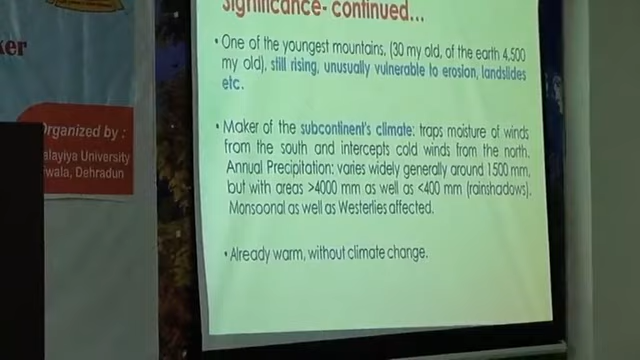 Significance- continued...
• One of the youngest mountains, (30 my old, of the earth 4,500
my old), still rising, unusually vulnerable to erosion, landslides
etc.
• Maker of the subcontinent's climate: traps moisture of winds
from the south and intercepts cold winds from the north.
Annual Precipitation: varies widely generally around 1500 mm,
but with areas >4000 mm as well as <400 mm (rainshadows).
Monsoonal as well as Westerlies affected.
• Already warm, without climate change.
ker
Organized by :
alayiya University
iwala, Dehradun